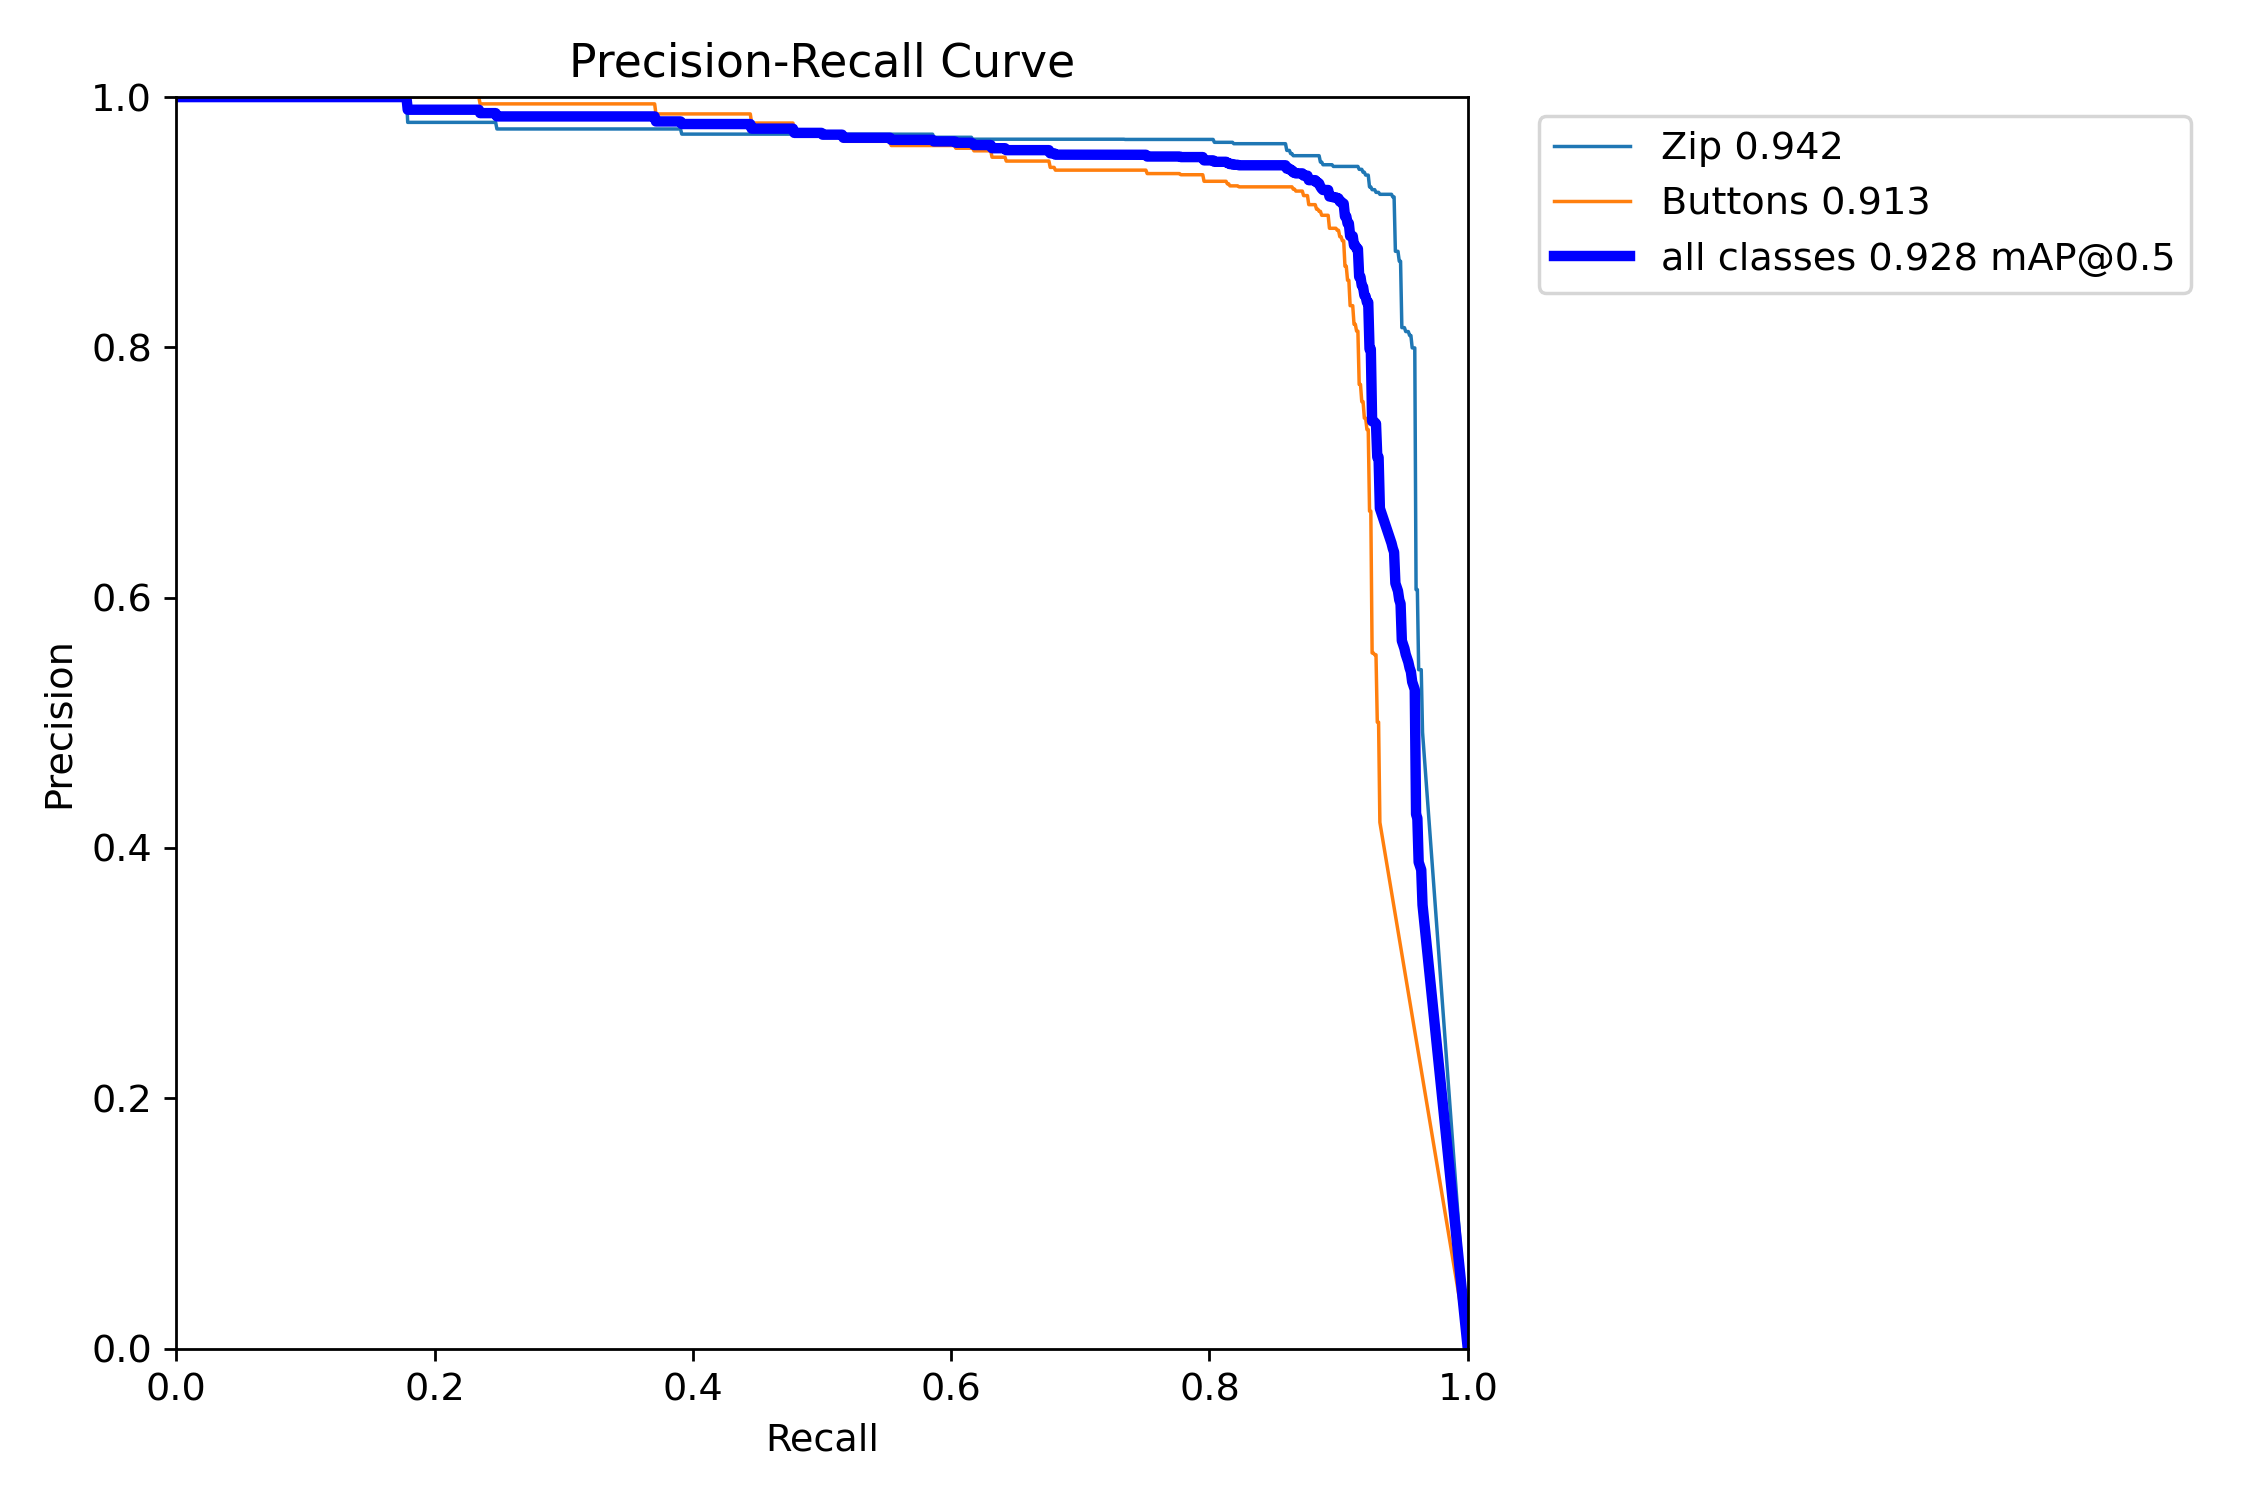 Precision-Recall Curve
1.0
0.8
0.6
0.4
0.2
0.0
Precision
0.0 0.2 0.4 0.6 0.8 1.0
Recall
Zip 0.942
Buttons 0.913
all classes 0.928 mAP@0.5